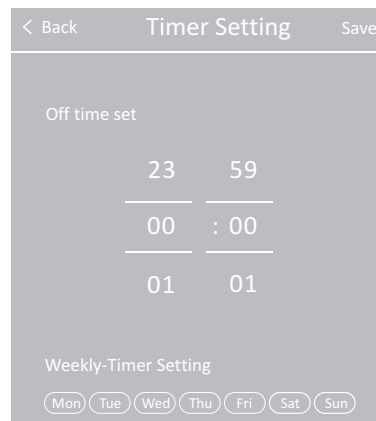 < Back Timer Setting Save
Off time set
23 59
00 : 00
01 01
Weekly-Timer Setting
Mon Tue Wed Thu Fri Sat Sun